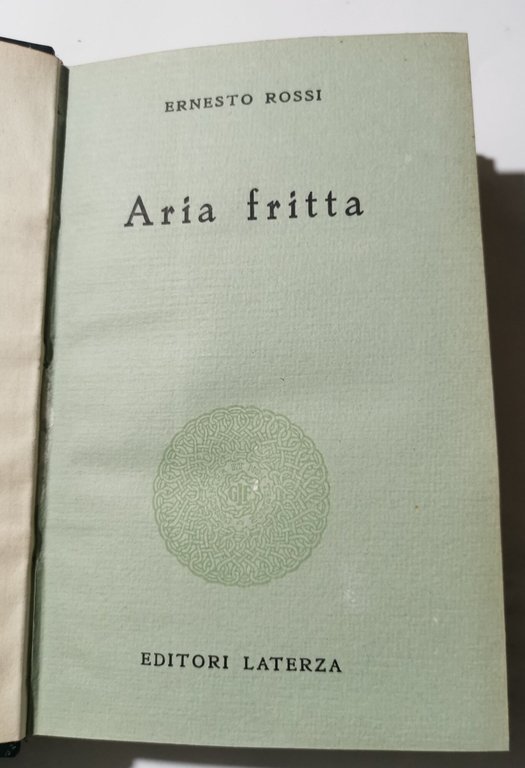 ERNESTO ROSSI
Aria fritta
EDITORI LATERZA